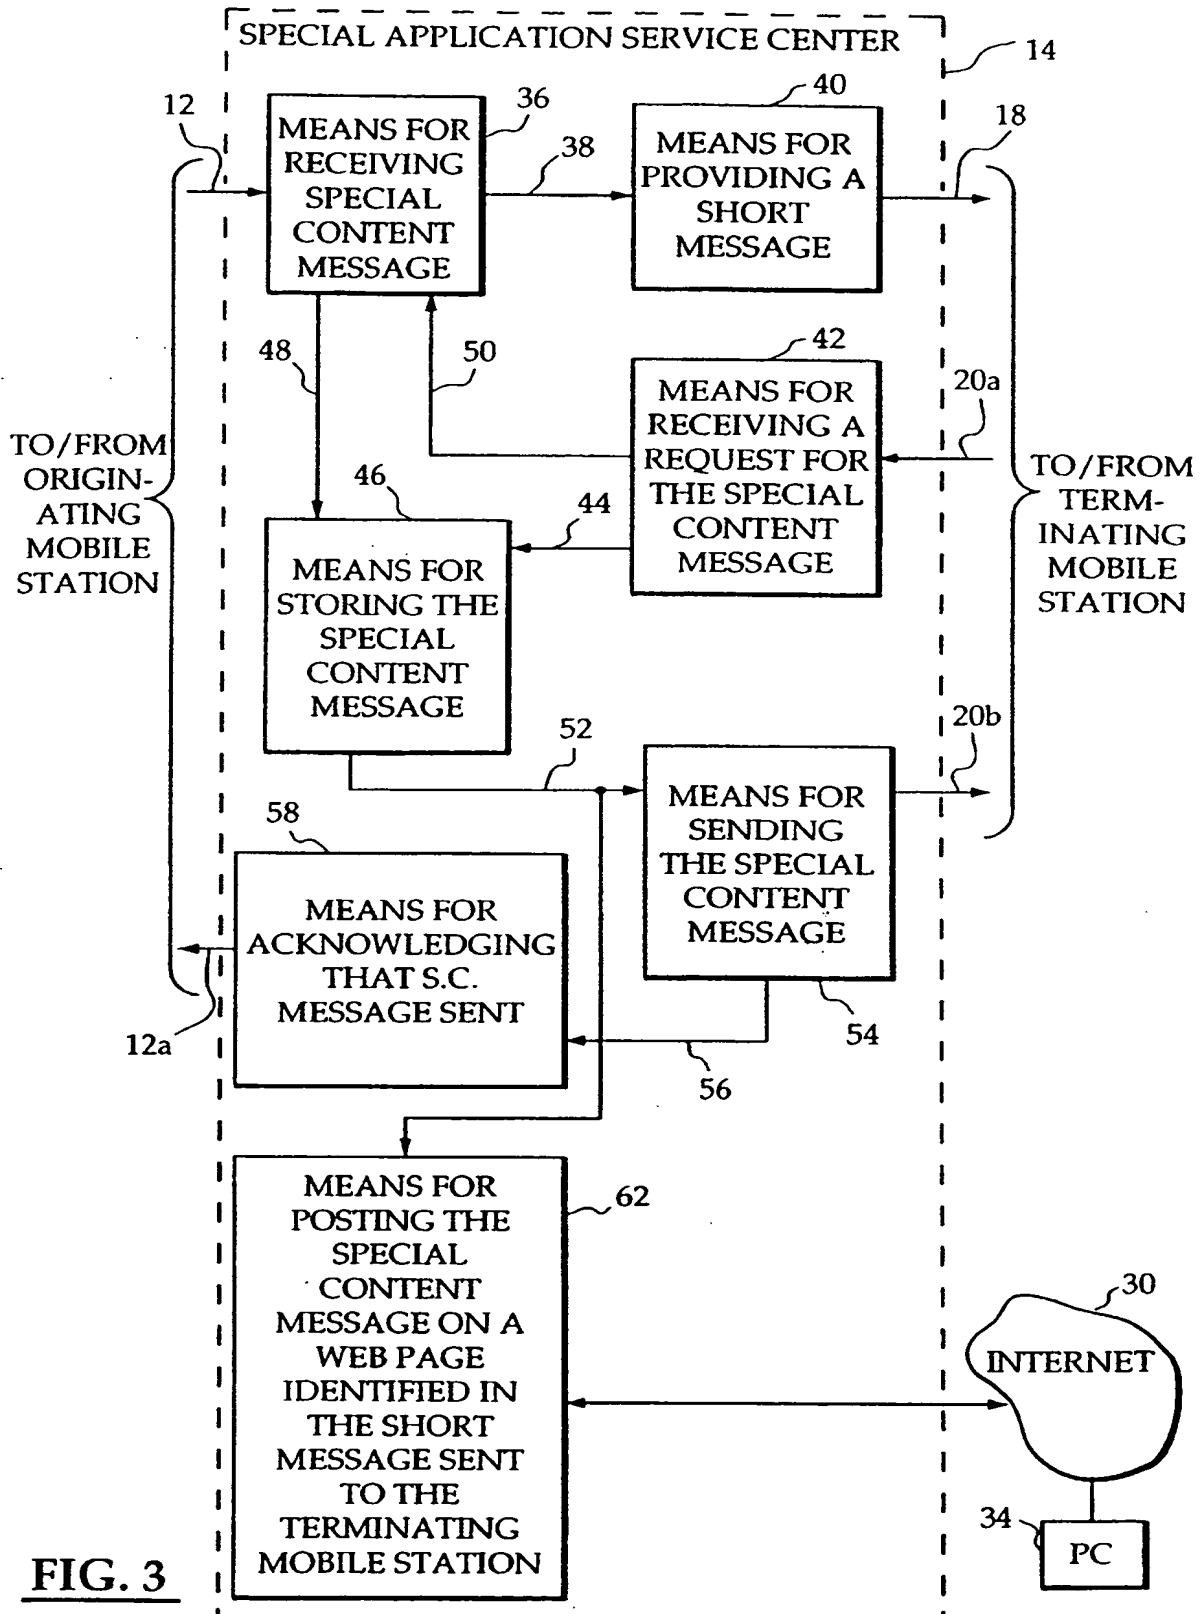 SPECIAL APPLICATION SERVICE CENTER
14
12
36
40
18
MEANS FOR
RECEIVING
SPECIAL
CONTENT
MESSAGE
38
MEANS FOR
PROVIDING A
SHORT
MESSAGE
48
50
42
20a
MEANS FOR
RECEIVING A
REQUEST FOR
THE SPECIAL
CONTENT
MESSAGE
TO/FROM
ORIGIN-
ATING
MOBILE
STATION
TO/FROM
TERM-
INATING
MOBILE
STATION
46
44
MEANS FOR
STORING THE
SPECIAL
CONTENT
MESSAGE
52
20b
MEANS FOR
SENDING
THE SPECIAL
CONTENT
MESSAGE
58
MEANS FOR
ACKNOWLEDGING
THAT S.C.
MESSAGE SENT
12a
56
54
MEANS FOR
POSTING THE
SPECIAL
CONTENT
MESSAGE ON A
WEB PAGE
IDENTIFIED IN
THE SHORT
MESSAGE SENT
TO THE
TERMINATING
MOBILE STATION
62
30
INTERNET
34
PC
FIG. 3